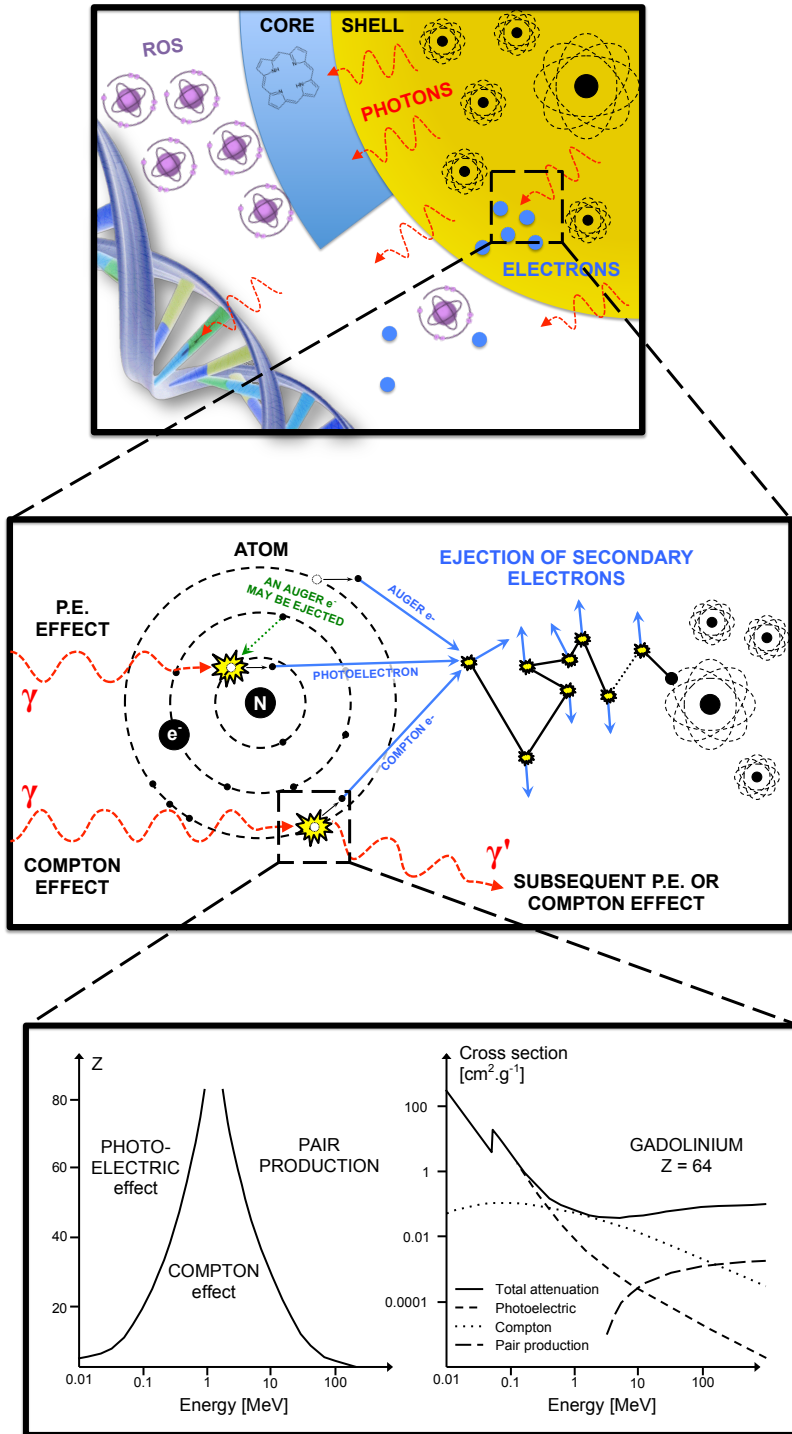 ROS
CORE
SHELL
NH
N
N
HN
PHOTONS
ELECTRONS
ATOM
EJECTION OF SECONDARY
ELECTRONS
P.E.
EFFECT
AN AUGER e-
MAY BE EJECTED
AUGER e-
γ
PHOTOELECTRON
N
e-
COMPTON e-
γ
COMPTON
EFFECT
γ'
SUBSEQUENT P.E. OR
COMPTON EFFECT
Z
80
60
40
20
PHOTO-
ELECTRIC
effect
PAIR
PRODUCTION
COMPTON
effect
0.01
0.1
1
10
100
Energy [MeV]
Cross section
[cm².g⁻¹]
100
1
0.01
0.0001
GADOLINIUM
Z = 64
Total attenuation
Photoelectric
Compton
Pair production
0.01
0.1
1
10
100
Energy [MeV]